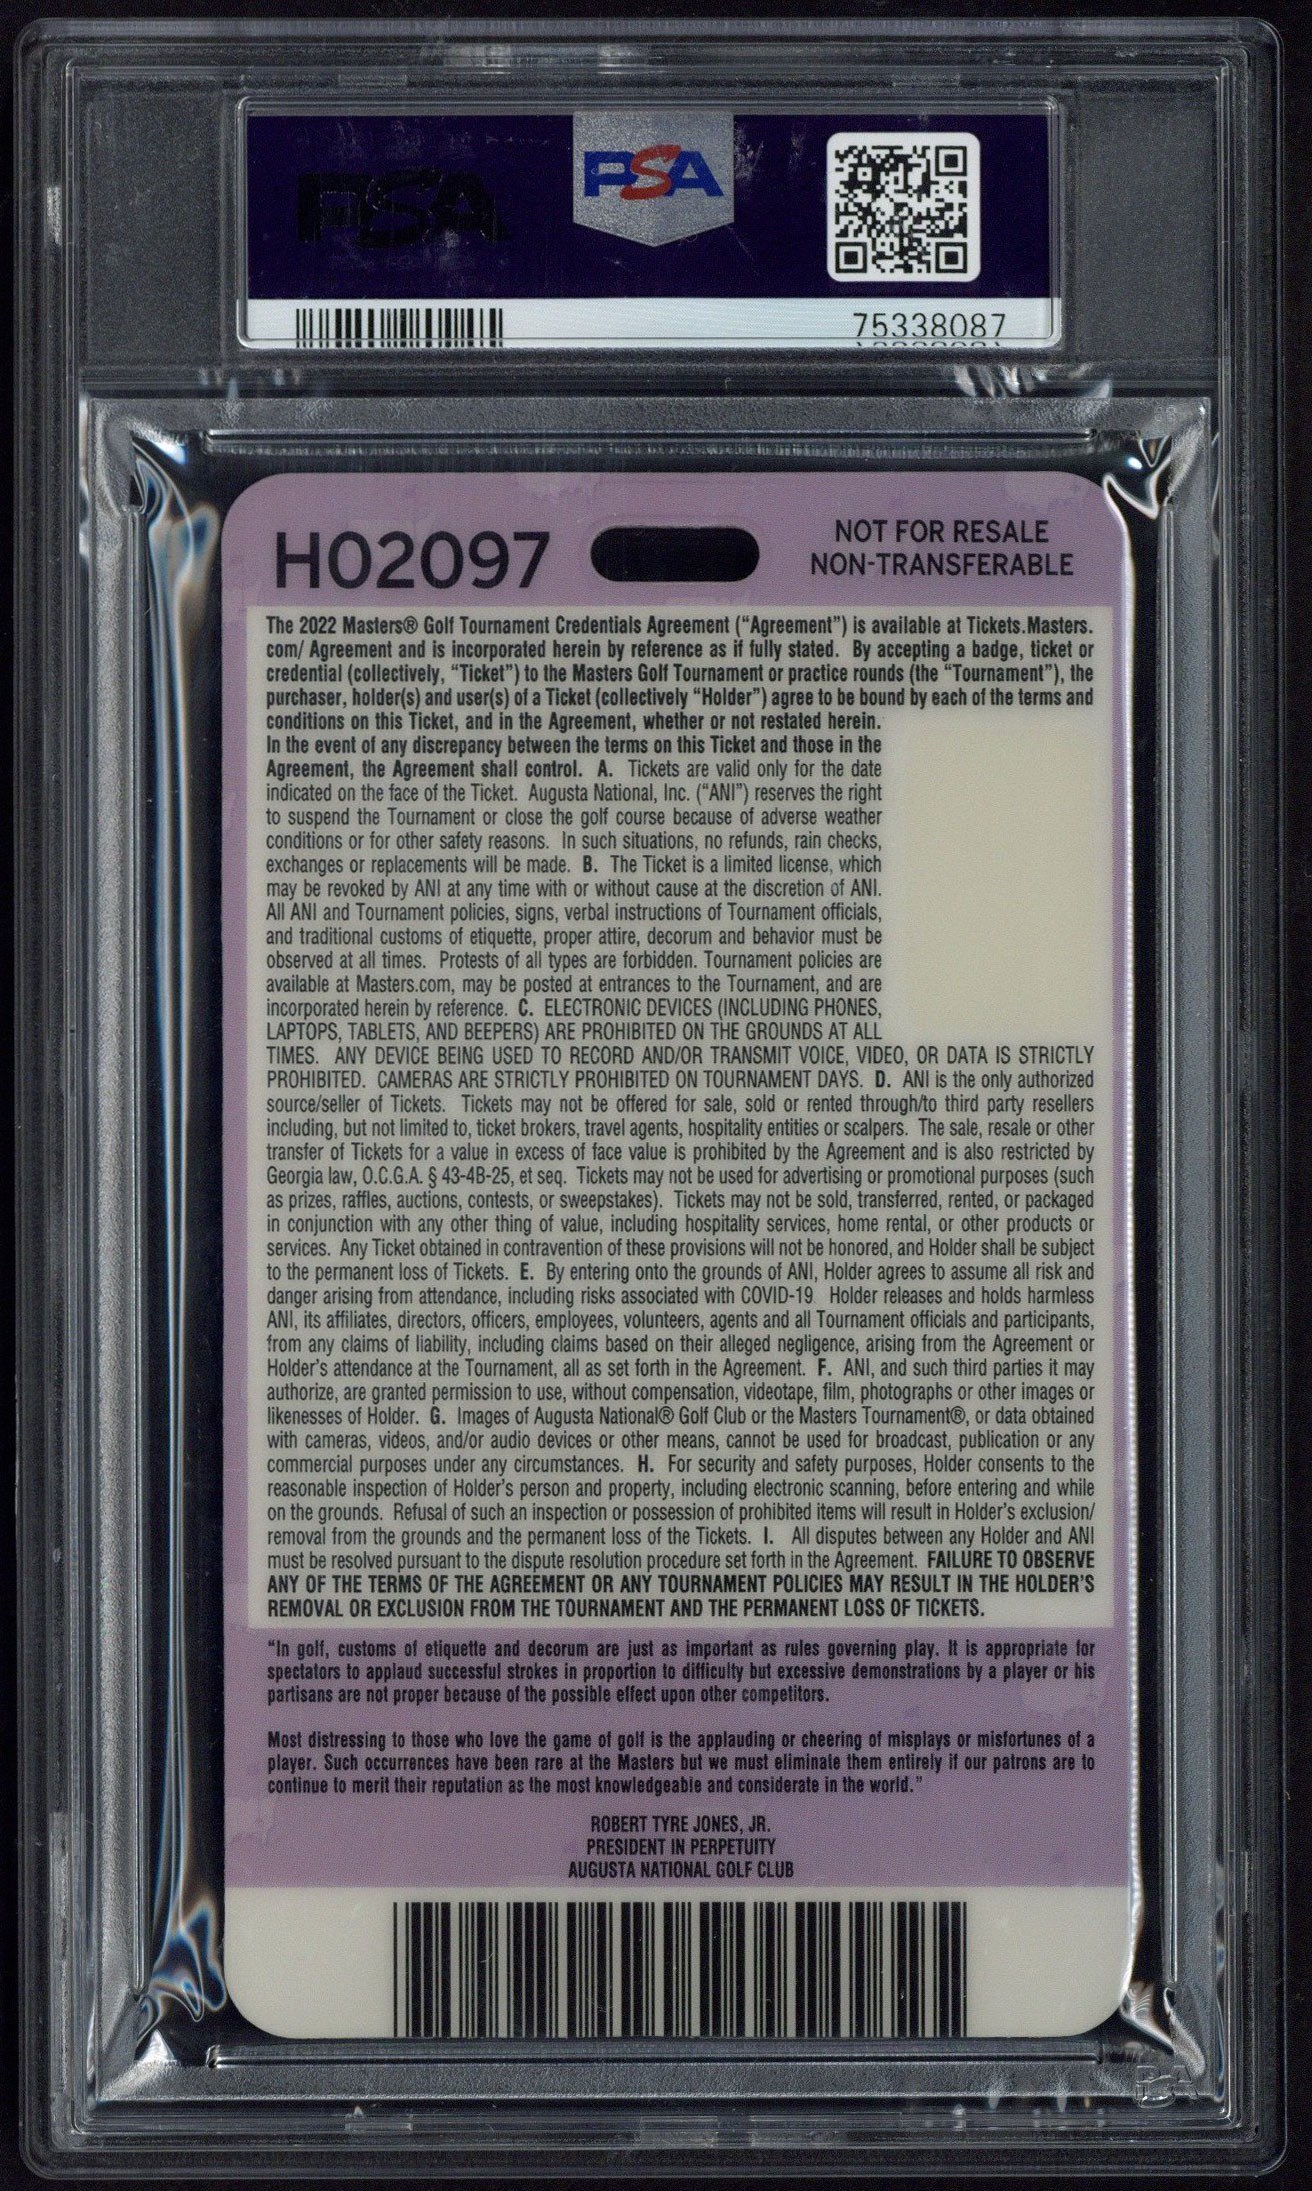 PSA
PSA
75338087
H02097
NOT FOR RESALE
NON-TRANSFERABLE
The 2022 Masters® Golf Tournament Credentials Agreement (“Agreement”) is available at Tickets.Masters.
com/ Agreement and is incorporated herein by reference as if fully stated. By accepting a badge, ticket or
credential (collectively, “Ticket”) to the Masters Golf Tournament or practice rounds (the “Tournament”), the
purchaser, holder(s) and user(s) of a Ticket (collectively “Holder”) agree to be bound by each of the terms and
conditions on this Ticket, and in the Agreement, whether or not restated herein.
In the event of any discrepancy between the terms on this Ticket and those in the
Agreement, the Agreement shall control. A. Tickets are valid only for the date
indicated on the face of the Ticket. Augusta National, Inc. (“ANI”) reserves the right
to suspend the Tournament or close the golf course because of adverse weather
conditions or for other safety reasons. In such situations, no refunds, rain checks,
exchanges or replacements will be made. B. The Ticket is a limited license, which
may be revoked by ANI at any time with or without cause at the discretion of ANI.
All ANI and Tournament policies, signs, verbal instructions of Tournament officials,
and traditional customs of etiquette, proper attire, decorum and behavior must be
observed at all times. Protests of all types are forbidden. Tournament policies are
available at Masters.com, may be posted at entrances to the Tournament, and are
incorporated herein by reference. C. ELECTRONIC DEVICES (INCLUDING PHONES,
LAPTOPS, TABLETS, AND BEEPERS) ARE PROHIBITED ON THE GROUNDS AT ALL
TIMES. ANY DEVICE BEING USED TO RECORD AND/OR TRANSMIT VOICE, VIDEO, OR DATA IS STRICTLY
PROHIBITED. CAMERAS ARE STRICTLY PROHIBITED ON TOURNAMENT DAYS. D. ANI is the only authorized
source/seller of Tickets. Tickets may not be offered for sale, sold or rented through/to third party resellers
including, but not limited to, ticket brokers, travel agents, hospitality entities or scalpers. The sale, resale or other
transfer of Tickets for a value in excess of face value is prohibited by the Agreement and is also restricted by
Georgia law, O.C.G.A. § 43-4B-25, et seq. Tickets may not be used for advertising or promotional purposes (such
as prizes, raffles, auctions, contests, or sweepstakes). Tickets may not be sold, transferred, rented, or packaged
in conjunction with any other thing of value, including hospitality services, home rental, or other products or
services. Any Ticket obtained in contravention of these provisions will not be honored, and Holder shall be subject
to the permanent loss of Tickets. E. By entering onto the grounds of ANI, Holder agrees to assume all risk and
danger arising from attendance, including risks associated with COVID-19. Holder releases and holds harmless
ANI, its affiliates, directors, officers, employees, volunteers, agents and all Tournament officials and participants,
from any claims of liability, including claims based on their alleged negligence, arising from the Agreement or
Holder’s attendance at the Tournament, all as set forth in the Agreement. F. ANI, and such third parties it may
authorize, are granted permission to use, without compensation, videotape, film, photographs or other images or
likenesses of Holder. G. Images of Augusta National® Golf Club or the Masters Tournament®, or data obtained
with cameras, videos, and/or audio devices or other means, cannot be used for broadcast, publication or any
commercial purposes under any circumstances. H. For security and safety purposes, Holder consents to the
reasonable inspection of Holder’s person and property, including electronic scanning, before entering and while
on the grounds. Refusal of such an inspection or possession of prohibited items will result in Holder’s exclusion/
removal from the grounds and the permanent loss of the Tickets. I. All disputes between any Holder and ANI
must be resolved pursuant to the dispute resolution procedure set forth in the Agreement. FAILURE TO OBSERVE
ANY OF THE TERMS OF THE AGREEMENT OR ANY TOURNAMENT POLICIES MAY RESULT IN THE HOLDER’S
REMOVAL OR EXCLUSION FROM THE TOURNAMENT AND THE PERMANENT LOSS OF TICKETS.
“In golf, customs of etiquette and decorum are just as important as rules governing play. It is appropriate for
spectators to applaud successful strokes in proportion to difficulty but excessive demonstrations by a player or his
partisans are not proper because of the possible effect upon other competitors.
Most distressing to those who love the game of golf is the applauding or cheering of misplays or misfortunes of a
player. Such occurrences have been rare at the Masters but we must eliminate them entirely if our patrons are to
continue to merit their reputation as the most knowledgeable and considerate in the world.”
ROBERT TYRE JONES, JR.
PRESIDENT IN PERPETUITY
AUGUSTA NATIONAL GOLF CLUB
PSA